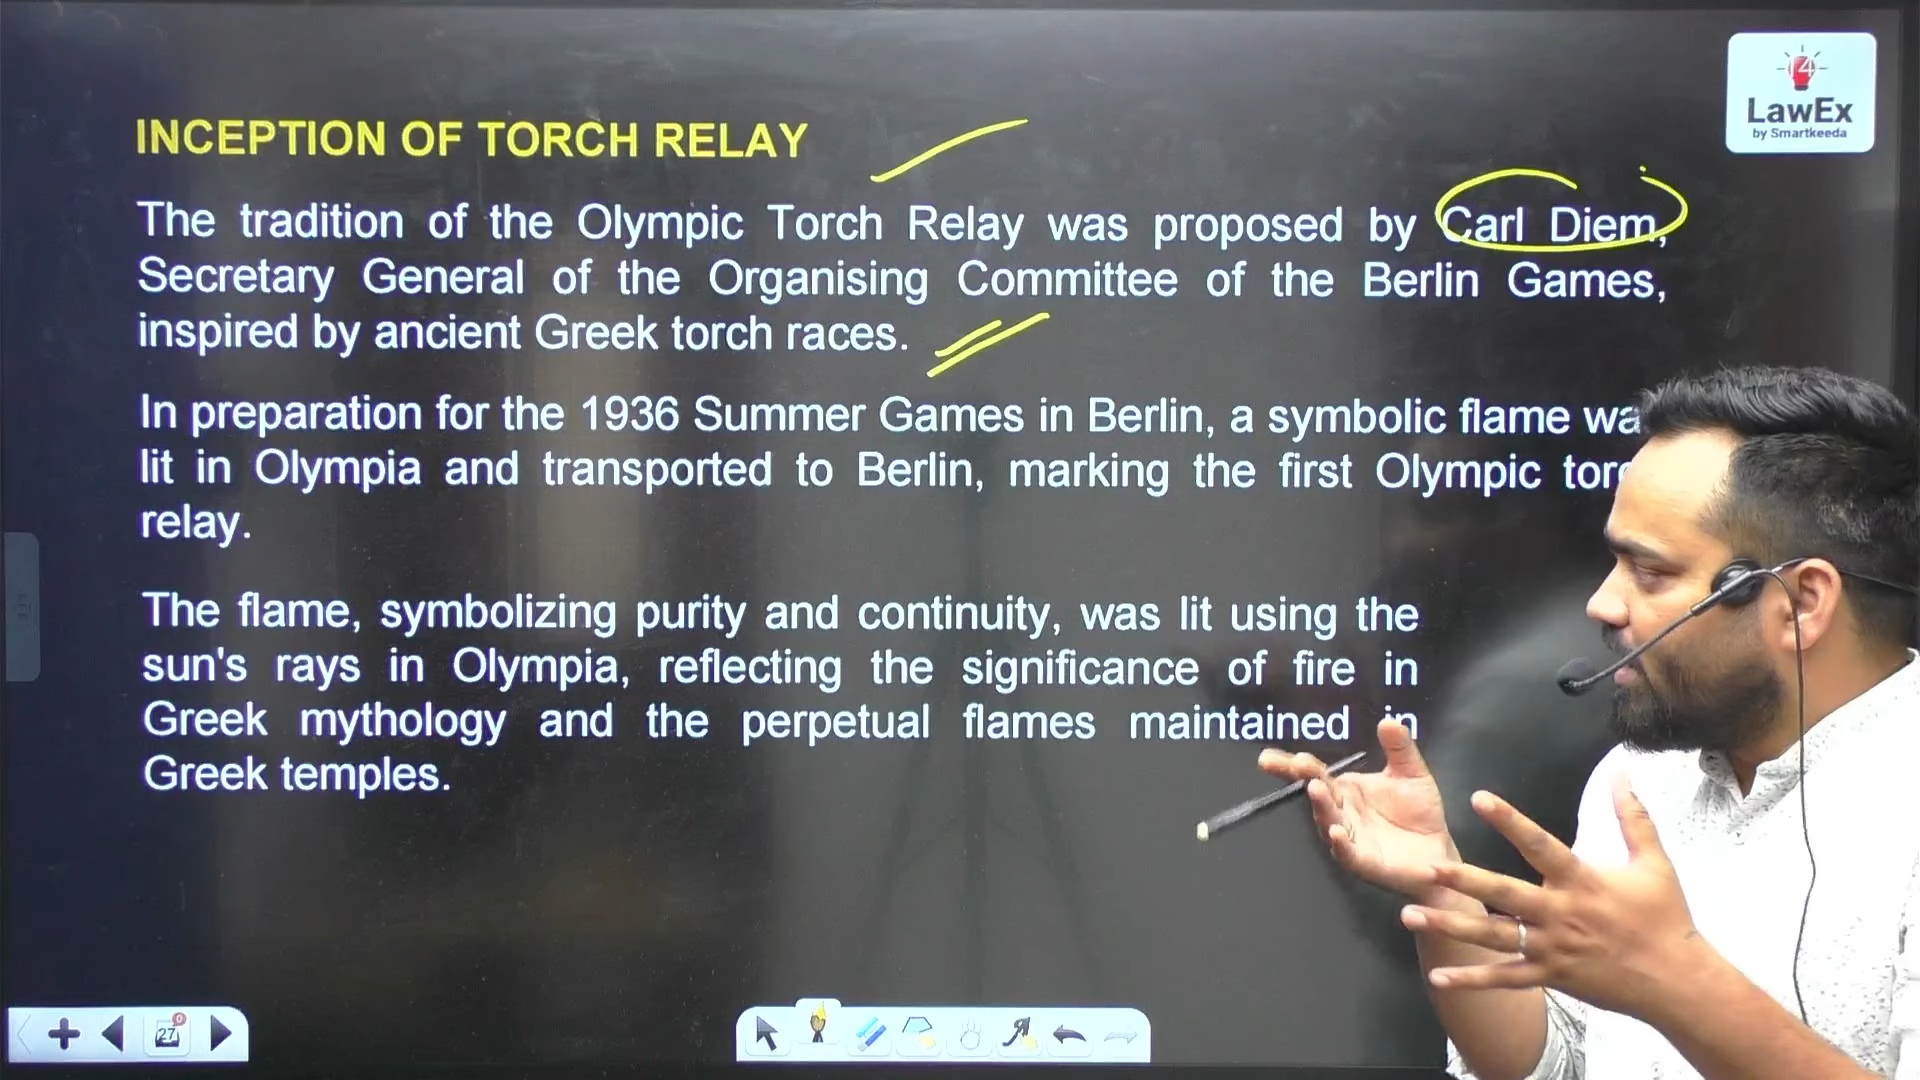 LawEx
by Smartkeeda
INCEPTION OF TORCH RELAY
The tradition of the Olympic Torch Relay was proposed by Carl Diem,
Secretary General of the Organising Committee of the Berlin Games,
inspired by ancient Greek torch races.
In preparation for the 1936 Summer Games in Berlin, a symbolic flame
lit in Olympia and transported to Berlin, marking the first Olympic
relay.
The flame, symbolizing purity and continuity, was lit using the
sun's rays in Olympia, reflecting the significance of fire in
Greek mythology and the perpetual flames maintained in
Greek temples.
27
0